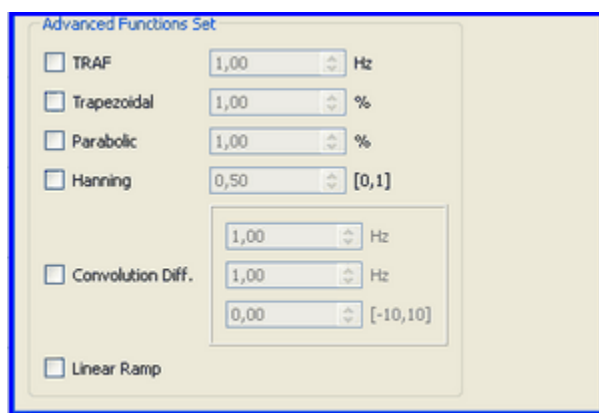 Advanced Functions Set
TRAF 1,00 Hz
Trapezoidal 1,00 %
Parabolic 1,00 %
Hanning 0,50 [0,1]
1,00 Hz
Convolution Diff. 1,00 Hz
0,00 [-10,10]
Linear Ramp